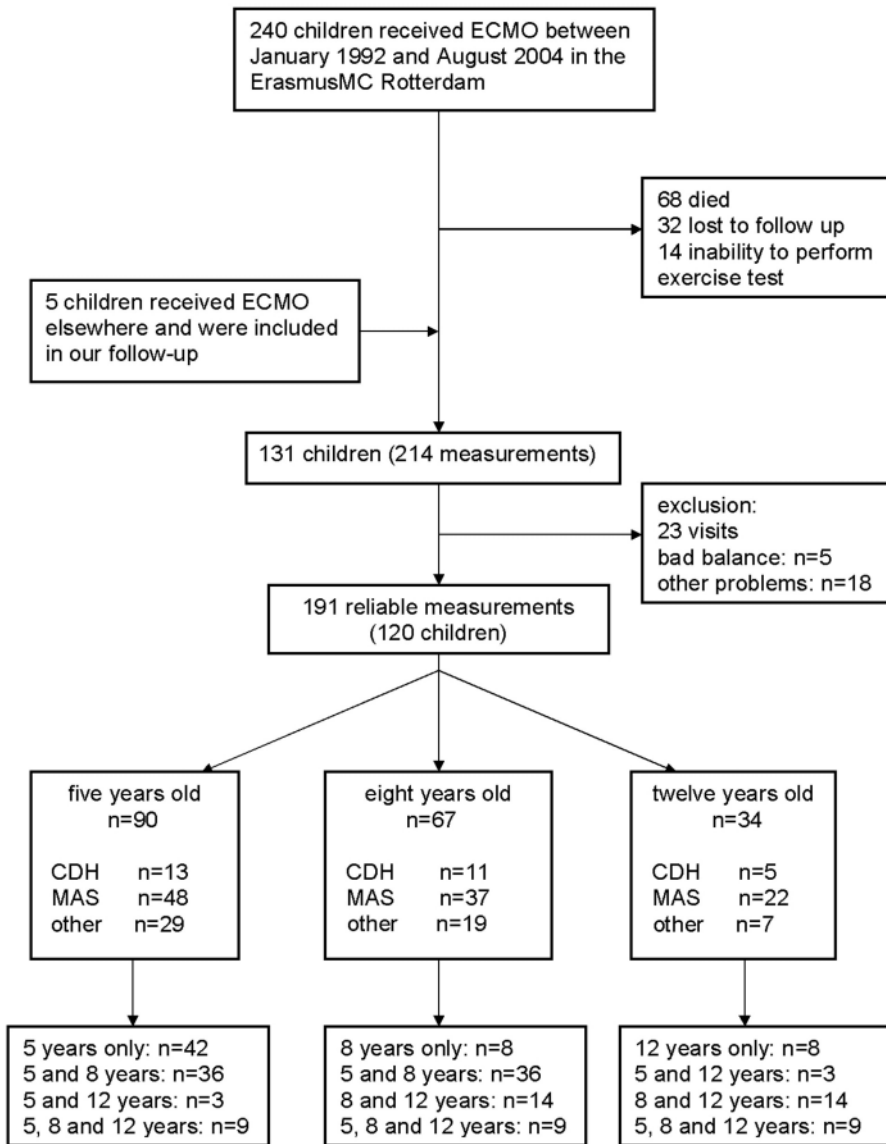 240 children received ECMO between
January 1992 and August 2004 in the
ErasmusMC Rotterdam
68 died
32 lost to follow up
14 inability to perform
exercise test
5 children received ECMO
elsewhere and were included
in our follow-up
131 children (214 measurements)
exclusion:
23 visits
bad balance: n=5
other problems: n=18
191 reliable measurements
(120 children)
five years old
n=90
CDH n=13
MAS n=48
other n=29
eight years old
n=67
CDH n=11
MAS n=37
other n=19
twelve years old
n=34
CDH n=5
MAS n=22
other n=7
5 years only: n=42
5 and 8 years: n=36
5 and 12 years: n=3
5, 8 and 12 years: n=9
8 years only: n=8
5 and 8 years: n=36
8 and 12 years: n=14
5, 8 and 12 years: n=9
12 years only: n=8
5 and 12 years: n=3
8 and 12 years: n=14
5, 8 and 12 years: n=9